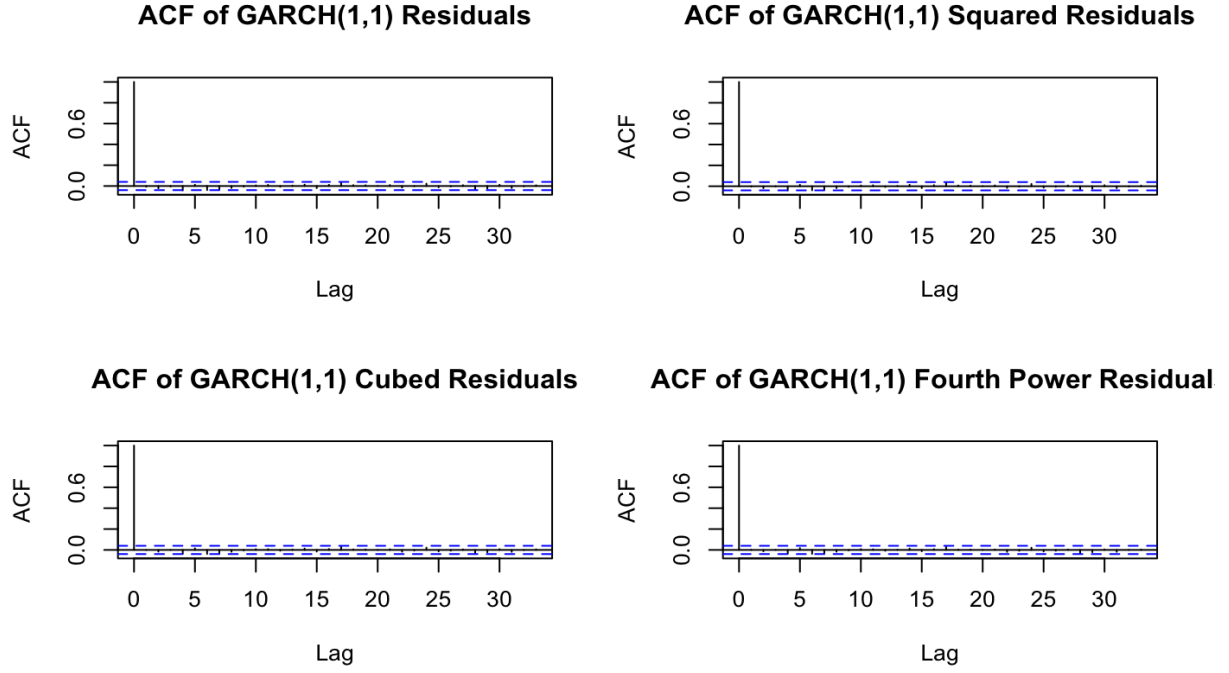 ACF of GARCH(1,1) Residuals
ACF
0.0 0.6
0 5 10 15 20 25 30
Lag
ACF of GARCH(1,1) Squared Residuals
ACF
0.0 0.6
0 5 10 15 20 25 30
Lag
ACF of GARCH(1,1) Cubed Residuals
ACF
0.0 0.6
0 5 10 15 20 25 30
Lag
ACF of GARCH(1,1) Fourth Power Residual
ACF
0.0 0.6
0 5 10 15 20 25 30
Lag